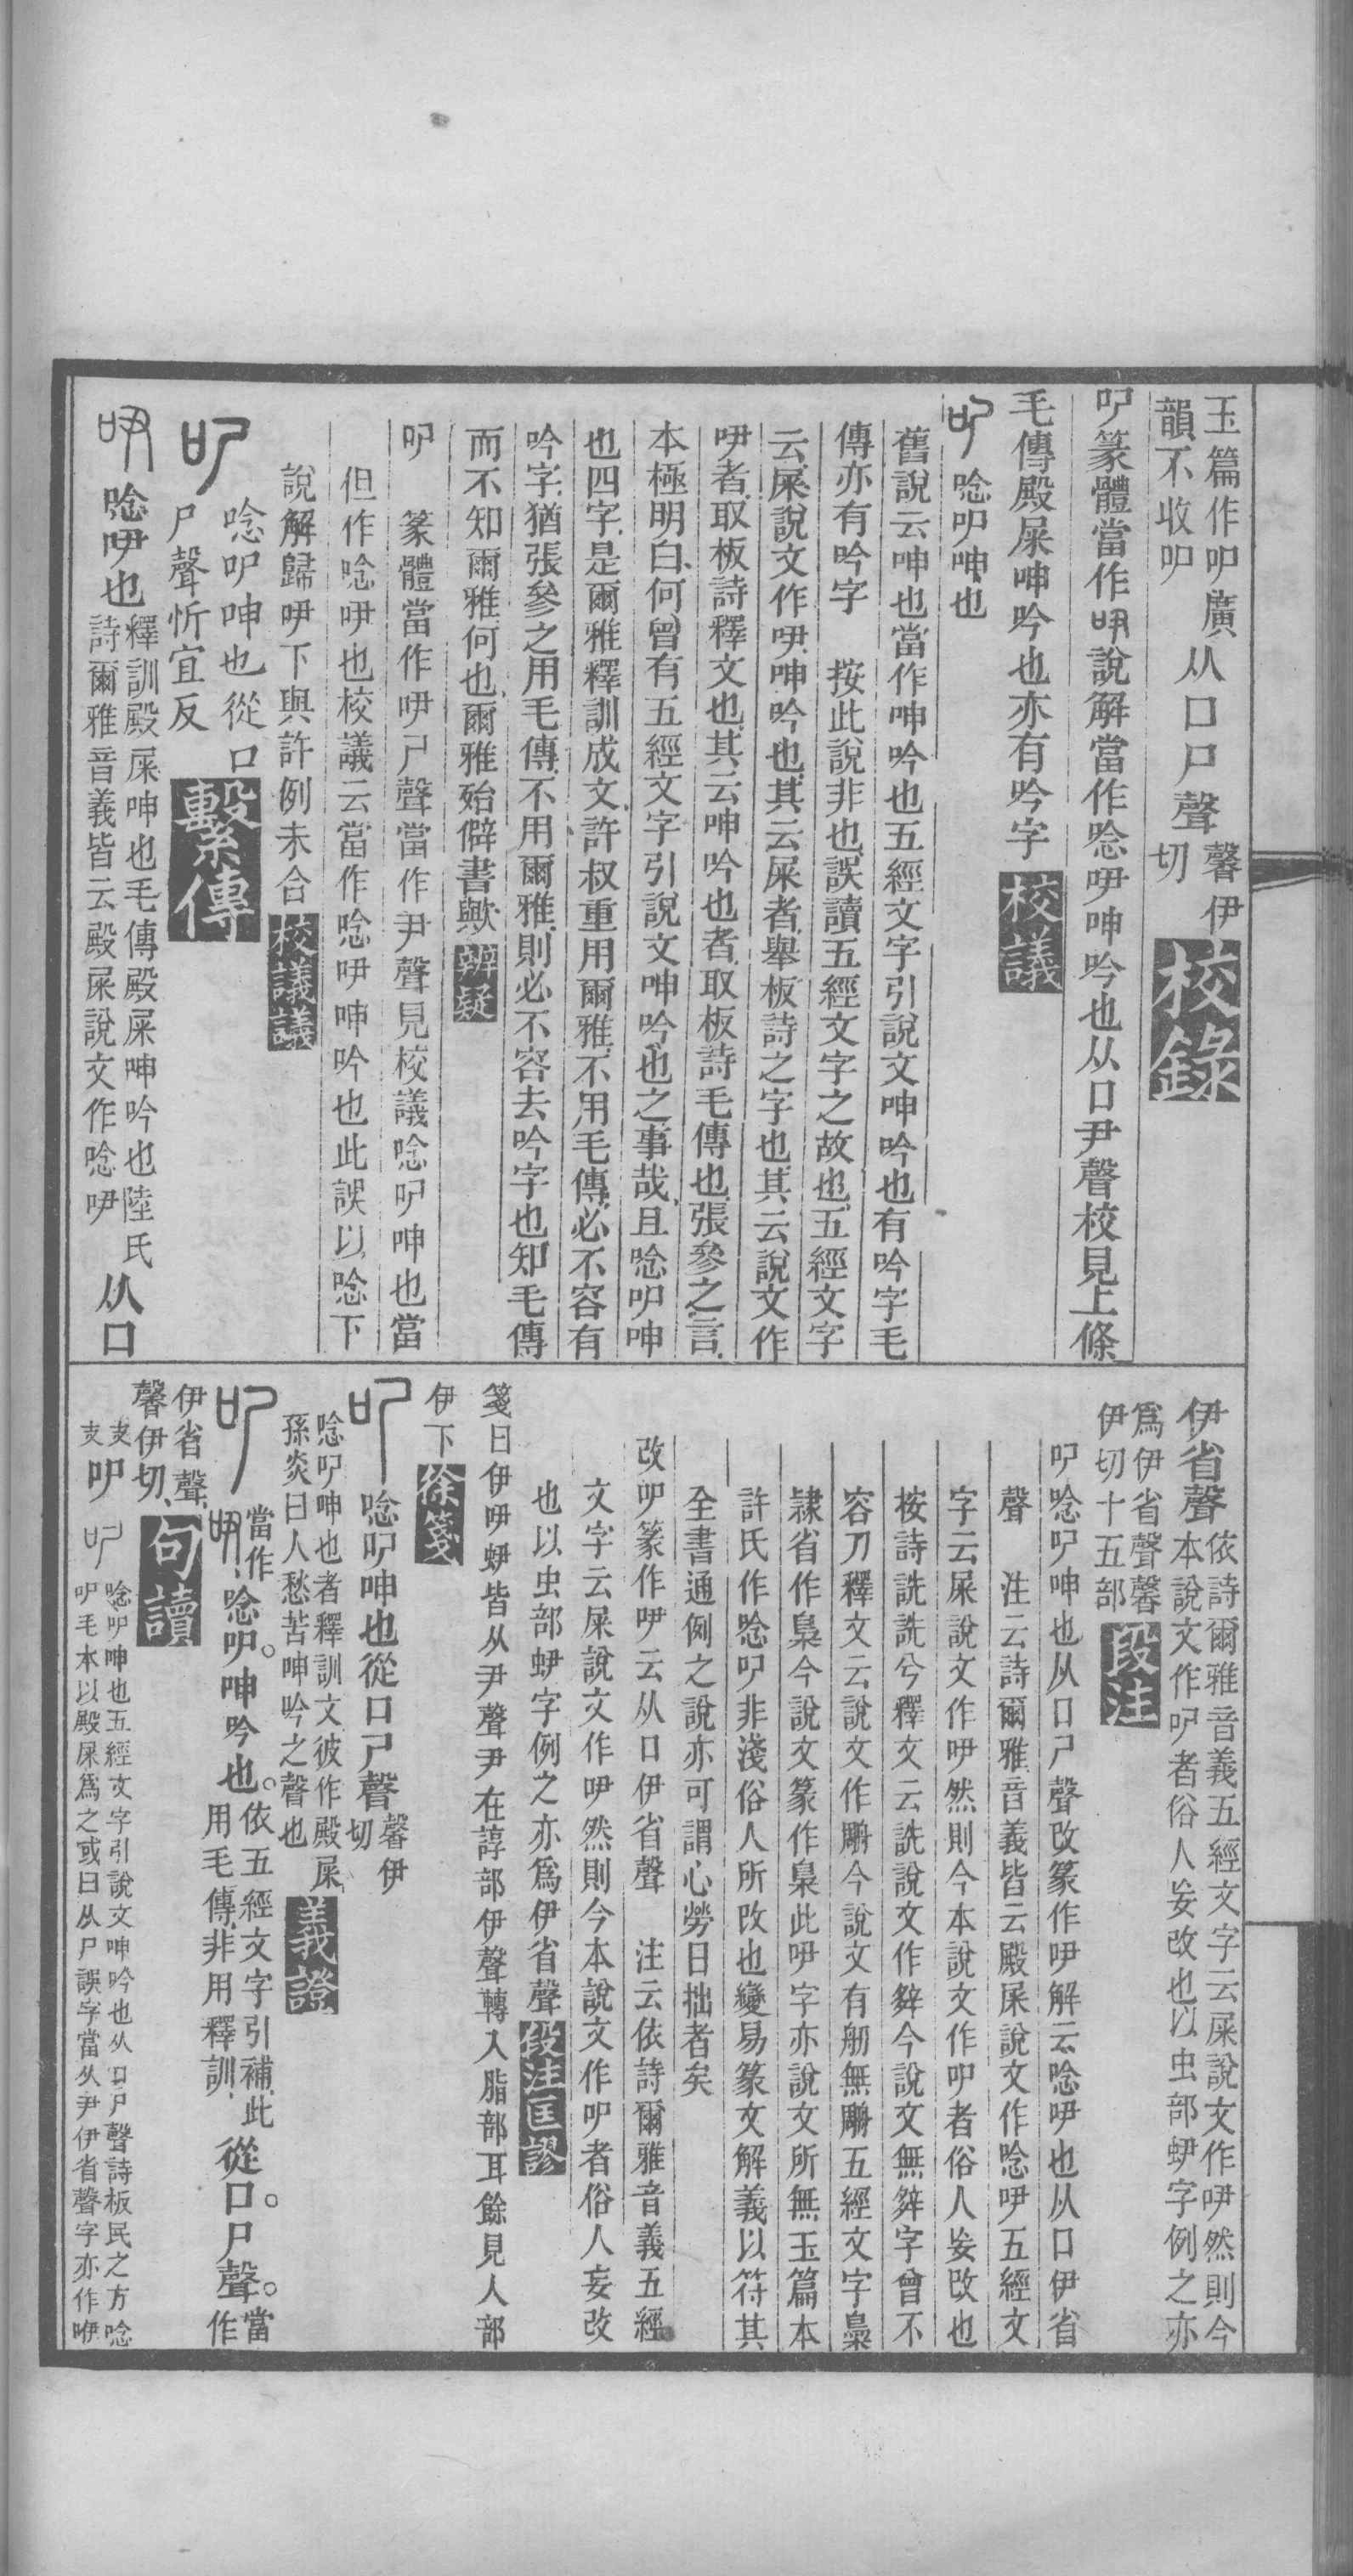 玉篇作吚廣
韻不收吚
从口尸聲
馨伊
切
校錄
吚篆體當作咿說解當作唸咿呻吟也从口尹聲校見上條
毛傳殿屎呻吟也亦有吟字
校議
唸吚呻也
舊說云呻也當作呻吟也五經文字引說文呻吟也有吟字毛
傳亦有吟字　按此說非也誤讀五經文字之故也五經文字
云屎說文作咿呻吟也其云屎者舉板詩之字也其云說文作
咿者取板詩釋文也其云呻吟也者取板詩毛傳也張參之言
本極明白何曾有五經文字引說文呻吟也之事哉且唸吚呻
也四字是爾雅釋訓成文許叔重用爾雅不用毛傳必不容有
吟字猶張參之用毛傳不用爾雅則必不容去吟字也知毛傳
而不知爾雅何也爾雅殆僻書歟
辨疑
吚　篆體當作咿尸聲當作尹聲見校議唸吚呻也當
但作唸咿也校議云當作唸咿呻吟也此誤以唸下
說解歸咿下與許例未合
校議議
唸吚呻也從口
尸聲忻宜反
繫傳
唸咿也
釋訓殿屎呻也毛傳殿屎呻吟也陸氏
詩爾雅音義皆云殿屎說文作唸咿
从口
伊省聲
依詩爾雅音義五經文字云屎說文作咿然則今
本說文作吚者俗人妄改也以虫部蛜字例之亦
爲伊省聲馨
伊切十五部
段注
吚唸吚呻也从口尸聲改篆作咿解云唸咿也从口伊省
聲　注云詩爾雅音義皆云殿屎說文作唸咿五經文
字云屎說文作咿然則今本說文作吚者俗人妄改也
按詩詵詵兮釋文云詵說文作𨐔今說文無𨐔字曾不
容刀釋文云說文作𦩍今說文有舠無𦩍五經文字梟
隸省作梟今說文篆作梟此咿字亦說文所無玉篇本
許氏作唸吚非淺俗人所改也變易篆文解義以符其
全書通例之說亦可謂心勞日拙者矣
改吚篆作咿云从口伊省聲　注云依詩爾雅音義五經
文字云屎說文作咿然則今本說文作吚者俗人妄改
也以虫部蛜字例之亦爲伊省聲
段注匡謬
箋曰伊咿蛜皆从尹聲尹在諄部伊聲轉入脂部耳餘見人部
伊下
徐箋
唸吚呻也從口尸聲
馨伊
切
唸吚呻也者釋訓文彼作殿屎
孫炎曰人愁苦呻吟之聲也
義證
當作
咿
唸吚。呻吟也。
依五經文字引補此
用毛傳非用釋訓
從口。尸聲。
當作
伊省聲
馨伊切
句讀
吚
唸吚呻也五經文字引說文呻吟也从口尸聲詩板民之方唸
吚毛本以殿屎爲之或曰从尸誤字當从尹伊省聲字亦作咿